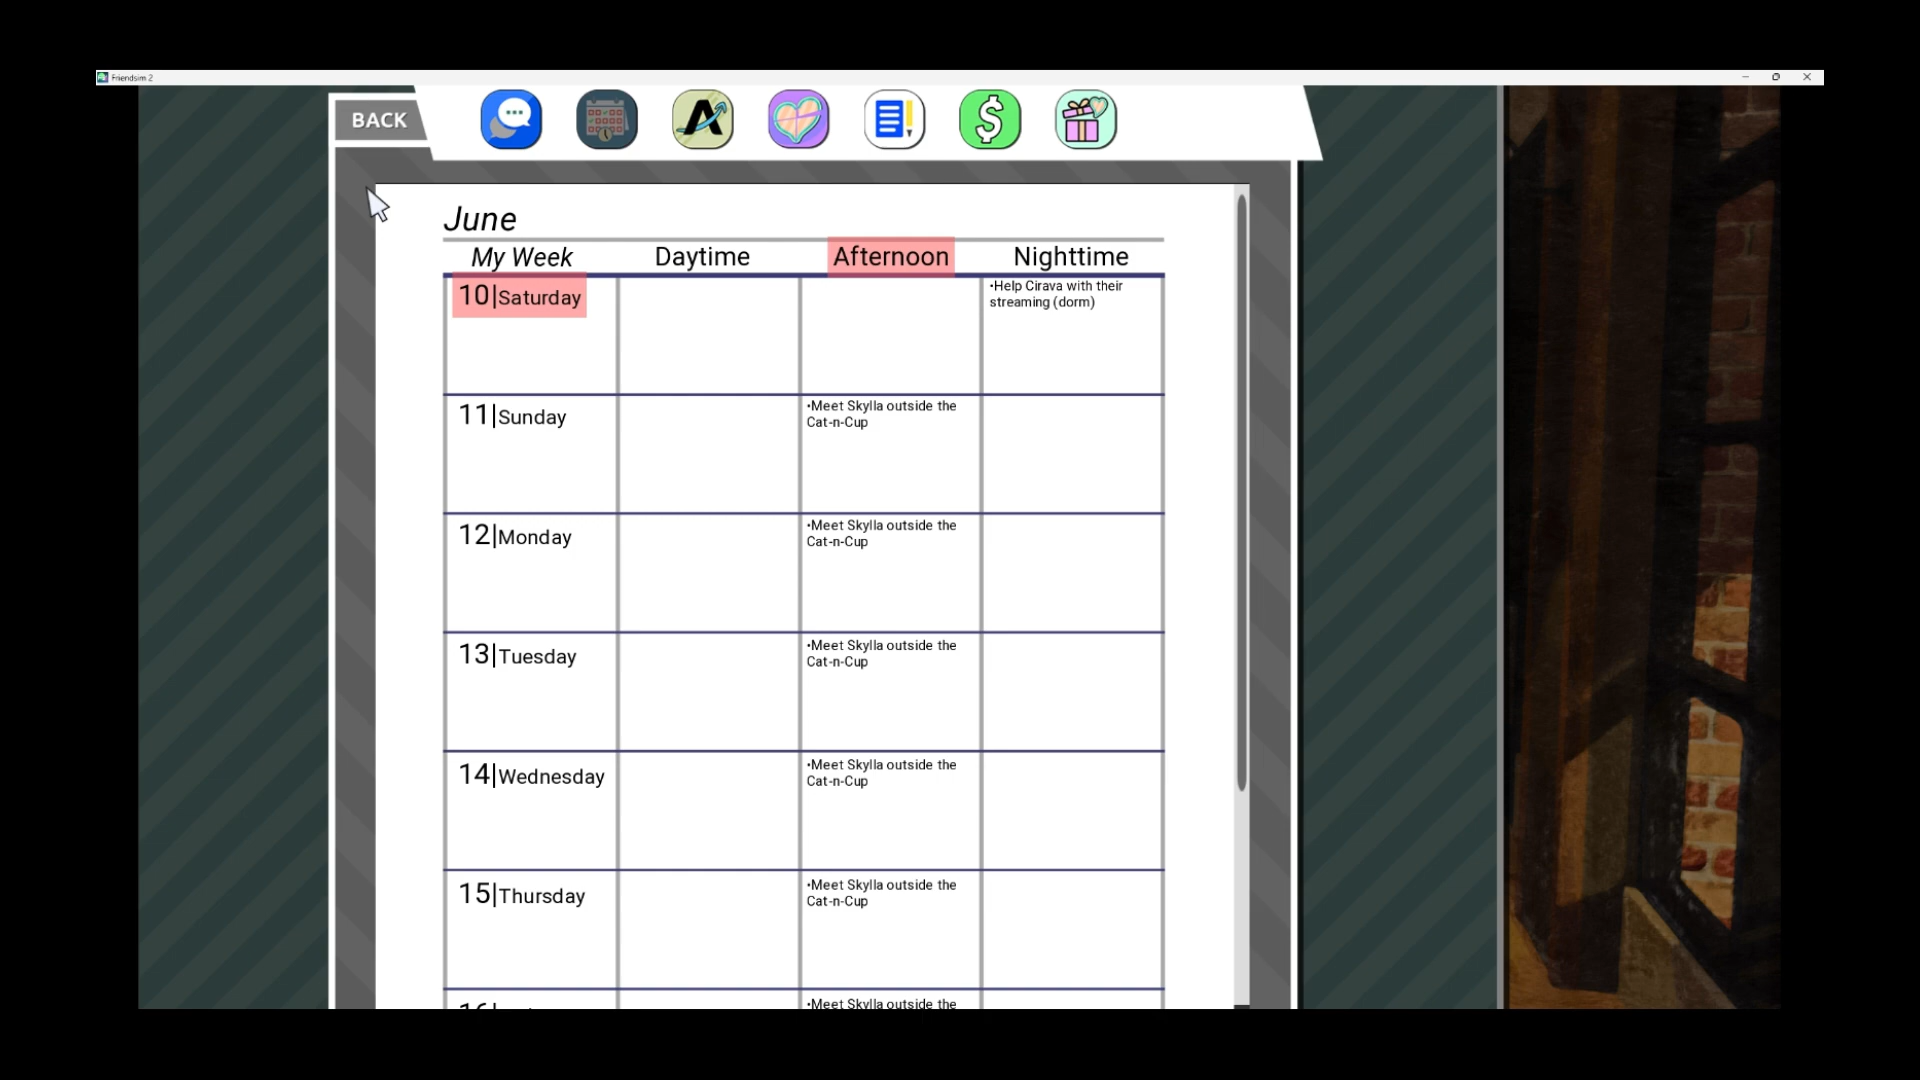 Friendsim 2
BACK
June
My Week Daytime Afternoon Nighttime
10|Saturday
•Help Cirava with their
streaming (dorm)
11|Sunday
•Meet Skylla outside the
Cat-n-Cup
12|Monday
•Meet Skylla outside the
Cat-n-Cup
13|Tuesday
•Meet Skylla outside the
Cat-n-Cup
14|Wednesday
•Meet Skylla outside the
Cat-n-Cup
15|Thursday
•Meet Skylla outside the
Cat-n-Cup
•Meet Skylla outside the